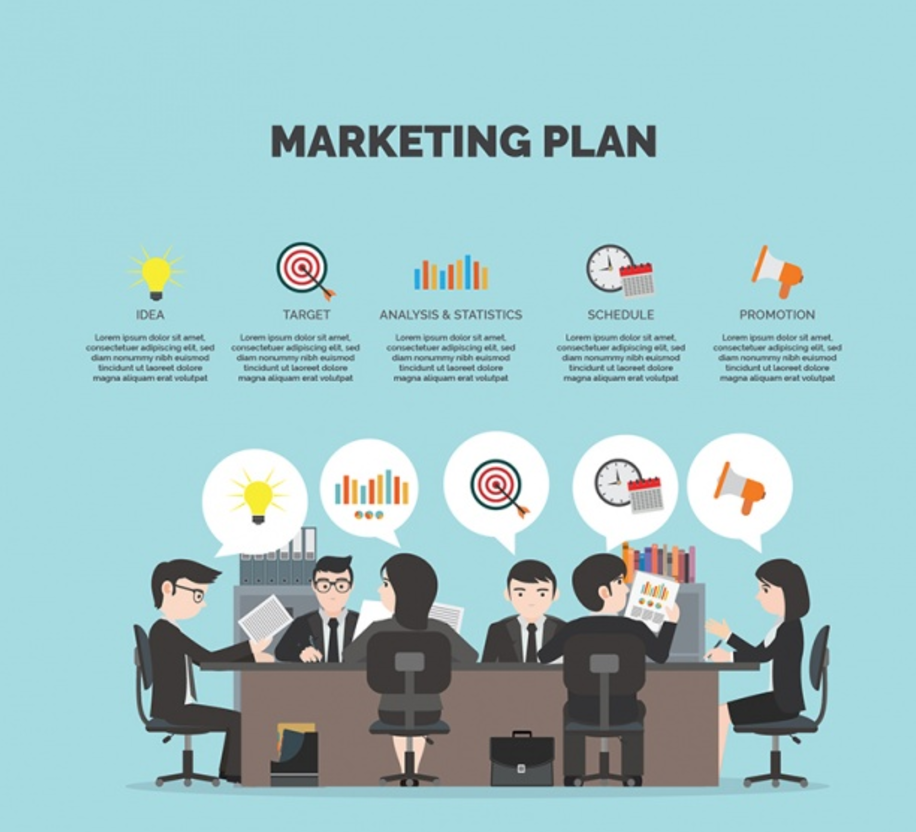 MARKETING PLAN
IDEA
Lorem ipsum dolor sit amet,
consectetuer adipiscing elit, sed
diam nonummy nibh euismod
tincidunt ut laoreet dolore
magna aliquam erat volutpat
TARGET
Lorem ipsum dolor sit amet,
consectetuer adipiscing elit, sed
diam nonummy nibh euismod
tincidunt ut laoreet dolore
magna aliquam erat volutpat
ANALYSIS & STATISTICS
Lorem ipsum dolor sit amet,
consectetuer adipiscing elit, sed
diam nonummy nibh euismod
tincidunt ut laoreet dolore
magna aliquam erat volutpat
SCHEDULE
Lorem ipsum dolor sit amet,
consectetuer adipiscing elit, sed
diam nonummy nibh euismod
tincidunt ut laoreet dolore
magna aliquam erat volutpat
PROMOTION
Lorem ipsum dolor sit amet,
consectetuer adipiscing elit, sed
diam nonummy nibh euismod
tincidunt ut laoreet dolore
magna aliquam erat volutpat